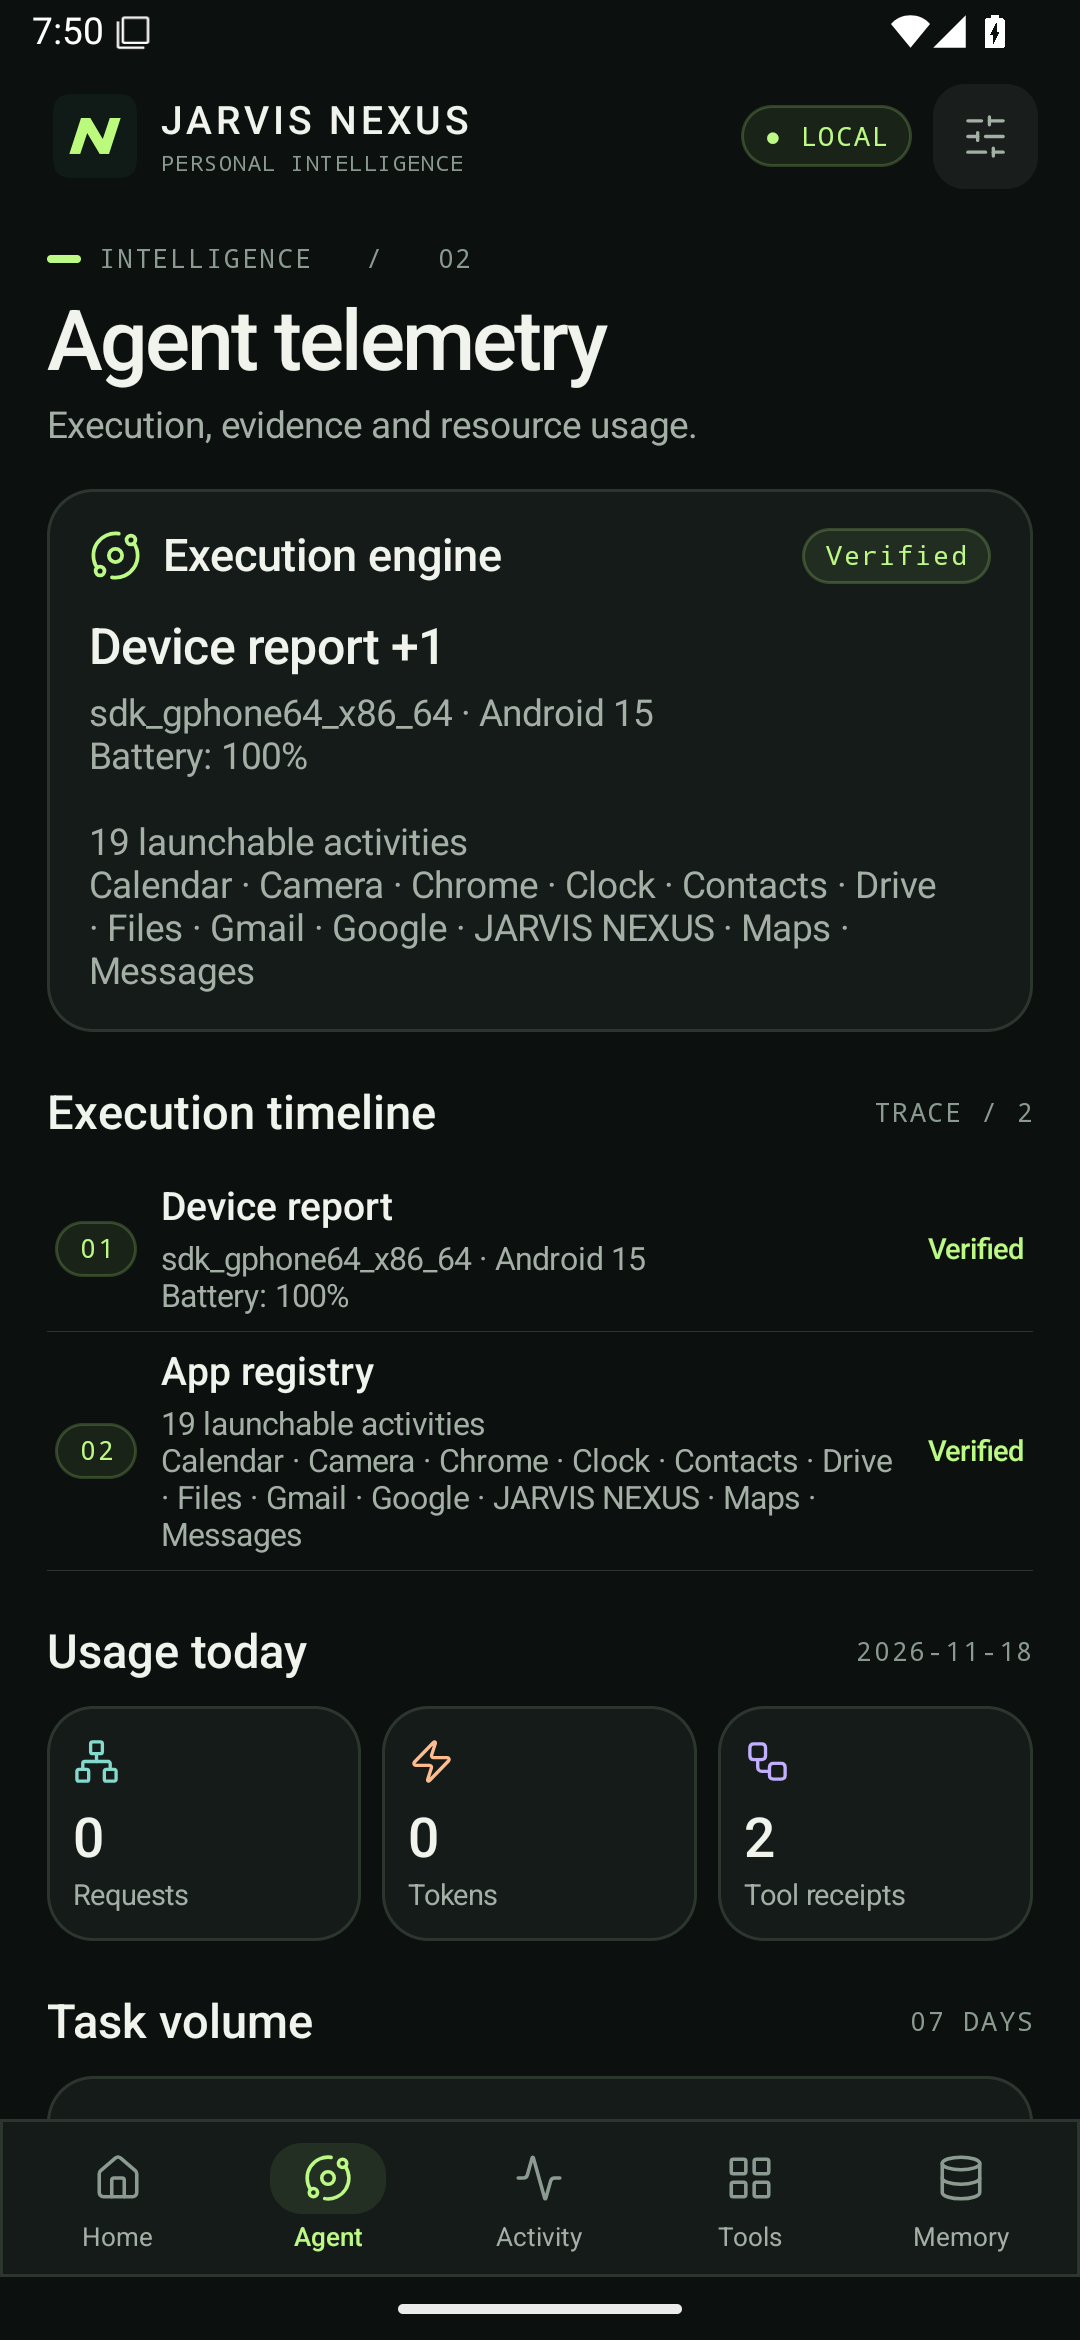 7:50
JARVIS NEXUS
PERSONAL INTELLIGENCE
● LOCAL
INTELLIGENCE / 02
Agent telemetry
Execution, evidence and resource usage.
Execution engine
Verified
Device report +1
sdk_gphone64_x86_64 · Android 15
Battery: 100%
19 launchable activities
Calendar · Camera · Chrome · Clock · Contacts · Drive
· Files · Gmail · Google · JARVIS NEXUS · Maps ·
Messages
Execution timeline
TRACE / 2
01
Device report
sdk_gphone64_x86_64 · Android 15
Battery: 100%
Verified
02
App registry
19 launchable activities
Calendar · Camera · Chrome · Clock · Contacts · Drive
· Files · Gmail · Google · JARVIS NEXUS · Maps ·
Messages
Verified
Usage today
2026-11-18
0
Requests
0
Tokens
2
Tool receipts
Task volume
07 DAYS
Home
Agent
Activity
Tools
Memory